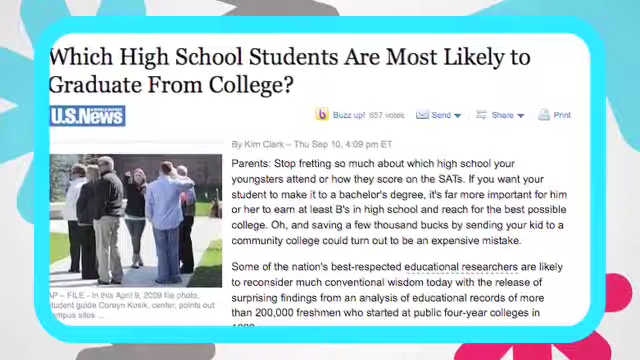 Which High School Students Are Most Likely to
Graduate From College?
U.S.News
Buzz up! 857 votes
Send
Share
Print
By Kim Clark – Thu Sep 10, 4:09 pm ET
Parents: Stop fretting so much about which high school your
youngsters attend or how they score on the SATs. If you want your
student to make it to a bachelor's degree, it's far more important for him
or her to earn at least B's in high school and reach for the best possible
college. Oh, and saving a few thousand bucks by sending your kid to a
community college could turn out to be an expensive mistake.
Some of the nation's best-respected educational researchers are likely
to reconsider much conventional wisdom today with the release of
surprising findings from an analysis of educational records of more
than 200,000 freshmen who started at public four-year colleges in
AP – FILE - In this April 9, 2009 file photo,
student guide Kosik, center, points out
campus sites ...